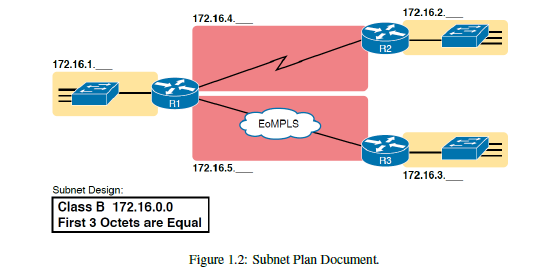 172.16.4.___
172.16.2.___
R2
172.16.1.___
R1
EoMPLS
R3
172.16.5.___
172.16.3.___
Subnet Design:
Class B 172.16.0.0
First 3 Octets are Equal
Figure 1.2: Subnet Plan Document.